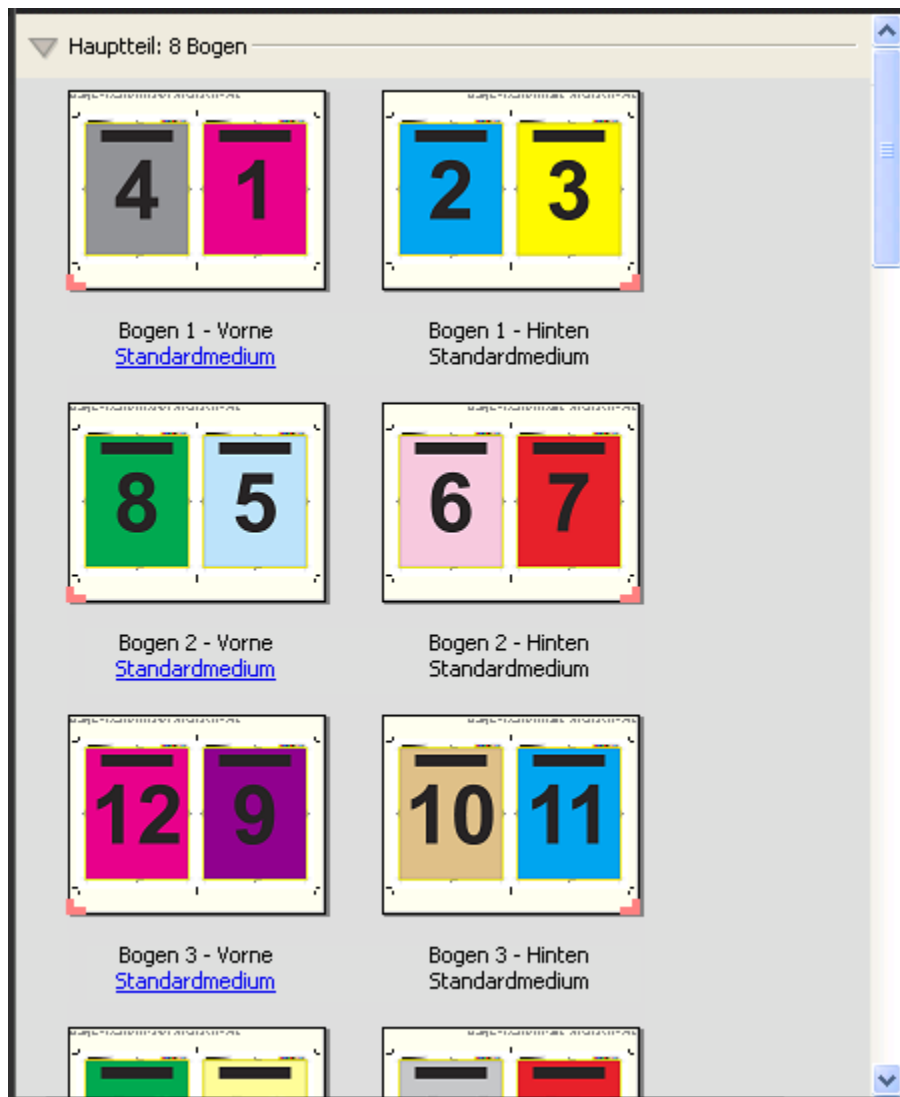 Hauptteil: 8 Bogen
4 1 2 3
Bogen 1 - Vorne Bogen 1 - Hinten
Standardmedium Standardmedium
8 5 6 7
Bogen 2 - Vorne Bogen 2 - Hinten
Standardmedium Standardmedium
12 9 10 11
Bogen 3 - Vorne Bogen 3 - Hinten
Standardmedium Standardmedium